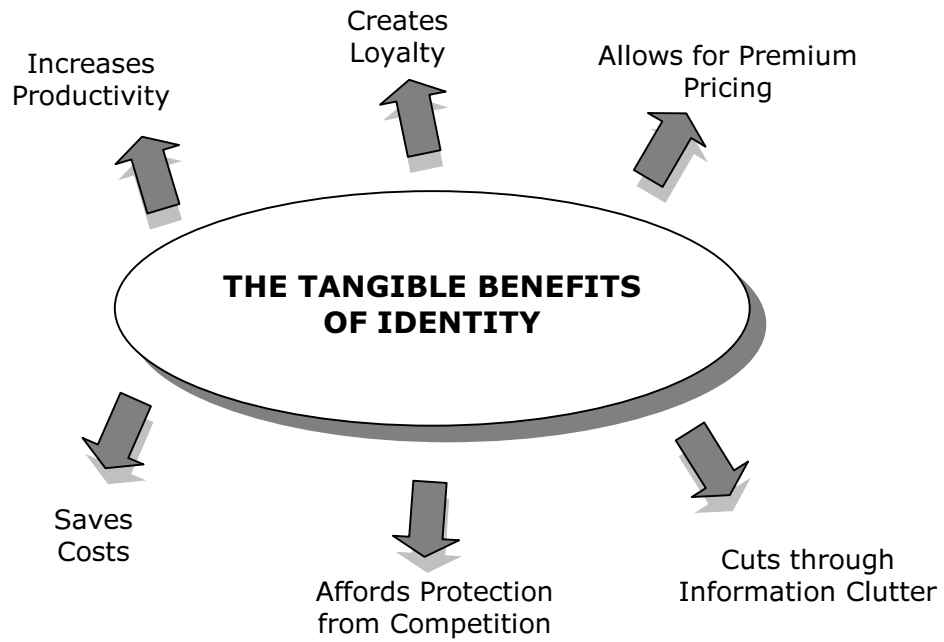 Creates
Loyalty
Increases
Productivity
Allows for Premium
Pricing
THE TANGIBLE BENEFITS
OF IDENTITY
Saves
Costs
Affords Protection
from Competition
Cuts through
Information Clutter